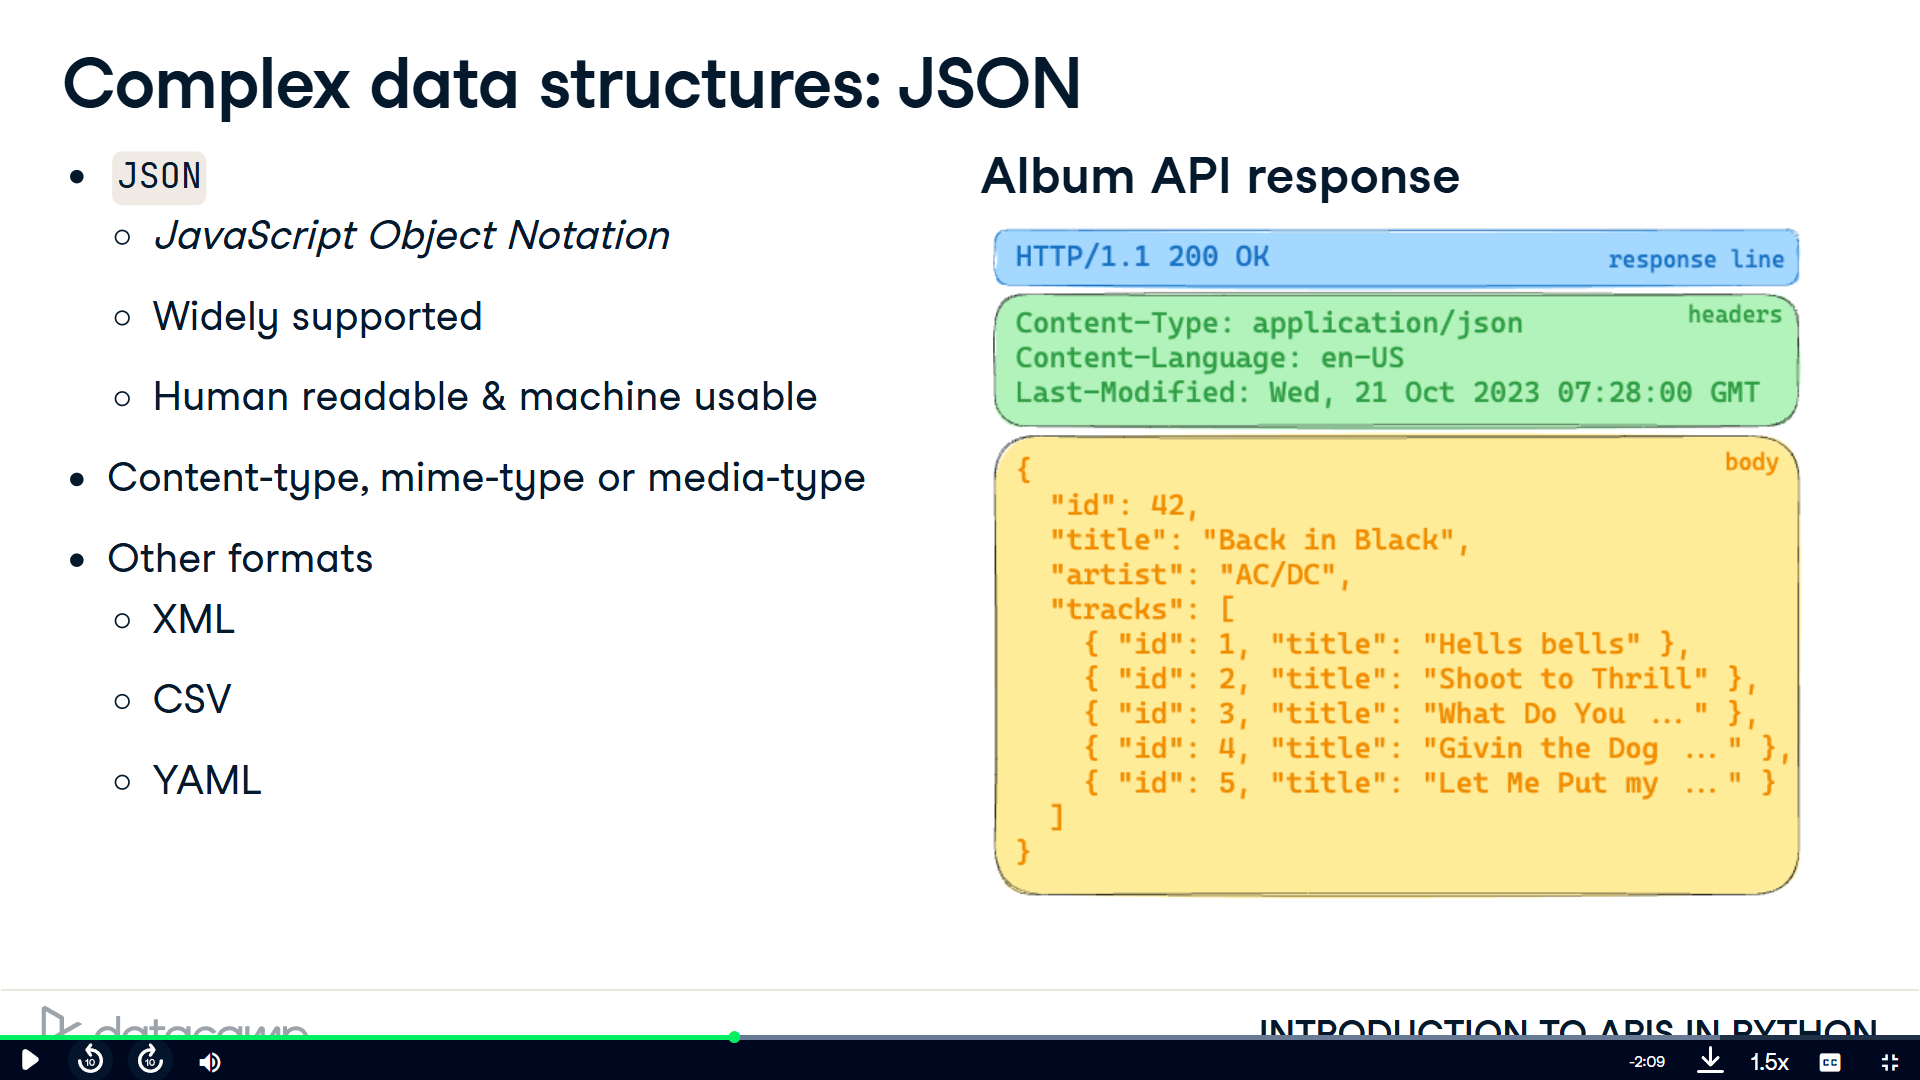 Complex data structures: JSON
JSON
JavaScript Object Notation
Widely supported
Human readable & machine usable
Content-type, mime-type or media-type
Other formats
XML
CSV
YAML
Album API response
HTTP/1.1 200 OK
response line
headers
Content-Type: application/json
Content-Language: en-US
Last-Modified: Wed, 21 Oct 2023 07:28:00 GMT
body
{
"id": 42,
"title": "Back in Black",
"artist": "AC/DC",
"tracks": [
{ "id": 1, "title": "Hells bells" },
{ "id": 2, "title": "Shoot to Thrill" },
{ "id": 3, "title": "What Do You ..." },
{ "id": 4, "title": "Givin the Dog ..." },
{ "id": 5, "title": "Let Me Put my ..." }
]
}
datacamp
INTRODUCTION TO APIS IN PYTHON
10
10
-2:09
1.5x
CC